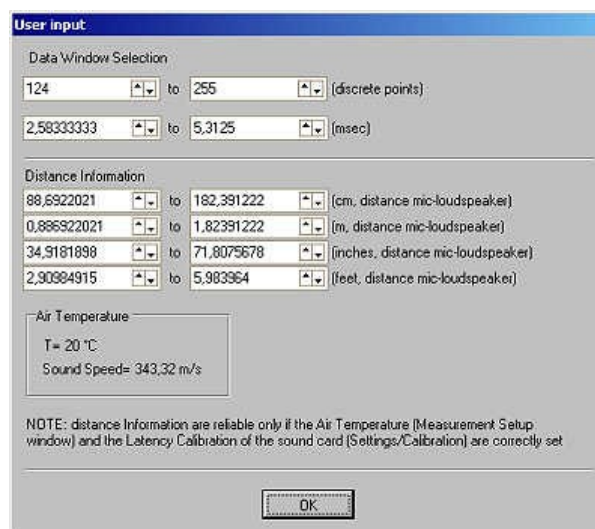 User input
Data Window Selection
124 to 255 (discrete points)
2,58333333 to 5,3125 (msec)
Distance Information
88,6922021 to 182,391222 (cm, distance mic-loudspeaker)
0,886922021 to 1,82391222 (m, distance mic-loudspeaker)
34,9181898 to 71,8075678 (inches, distance mic-loudspeaker)
2,90984915 to 5,983964 (feet, distance mic-loudspeaker)
Air Temperature
T= 20 °C
Sound Speed= 343,32 m/s
NOTE: distance Information are reliable only if the Air Temperature (Measurement Setup
window) and the Latency Calibration of the sound card (Settings/Calibration) are correctly set
OK